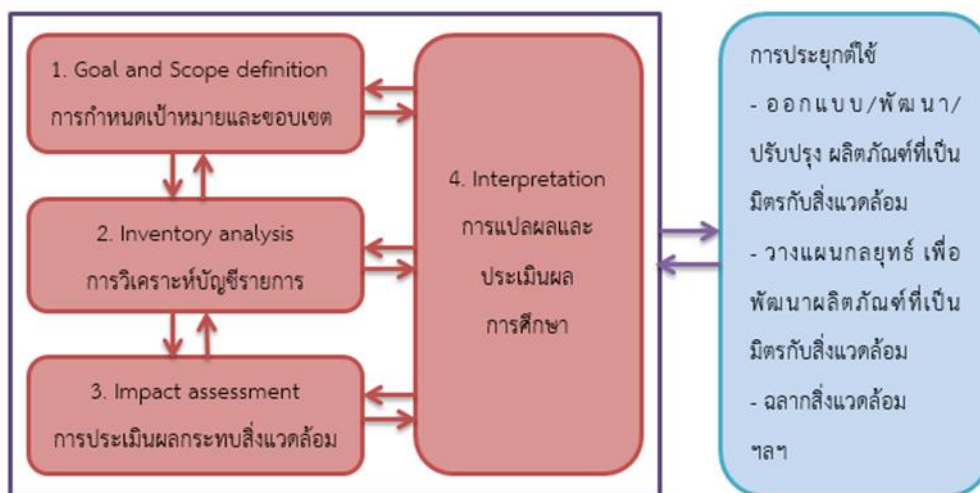 1. Goal and Scope definition
การกำหนดเป้าหมายและขอบเขต
2. Inventory analysis
การวิเคราะห์บัญชีรายการ
3. Impact assessment
การประเมินผลกระทบสิ่งแวดล้อม
4. Interpretation
การแปลผลและ
ประเมินผล
การศึกษา
การประยุกต์ใช้
- ออกแบบ/พัฒนา/
ปรับปรุง ผลิตภัณฑ์ที่เป็น
มิตรกับสิ่งแวดล้อม
- วางแผนกลยุทธ์ เพื่อ
พัฒนาผลิตภัณฑ์ที่เป็น
มิตรกับสิ่งแวดล้อม
- ฉลากสิ่งแวดล้อม
ฯลฯ